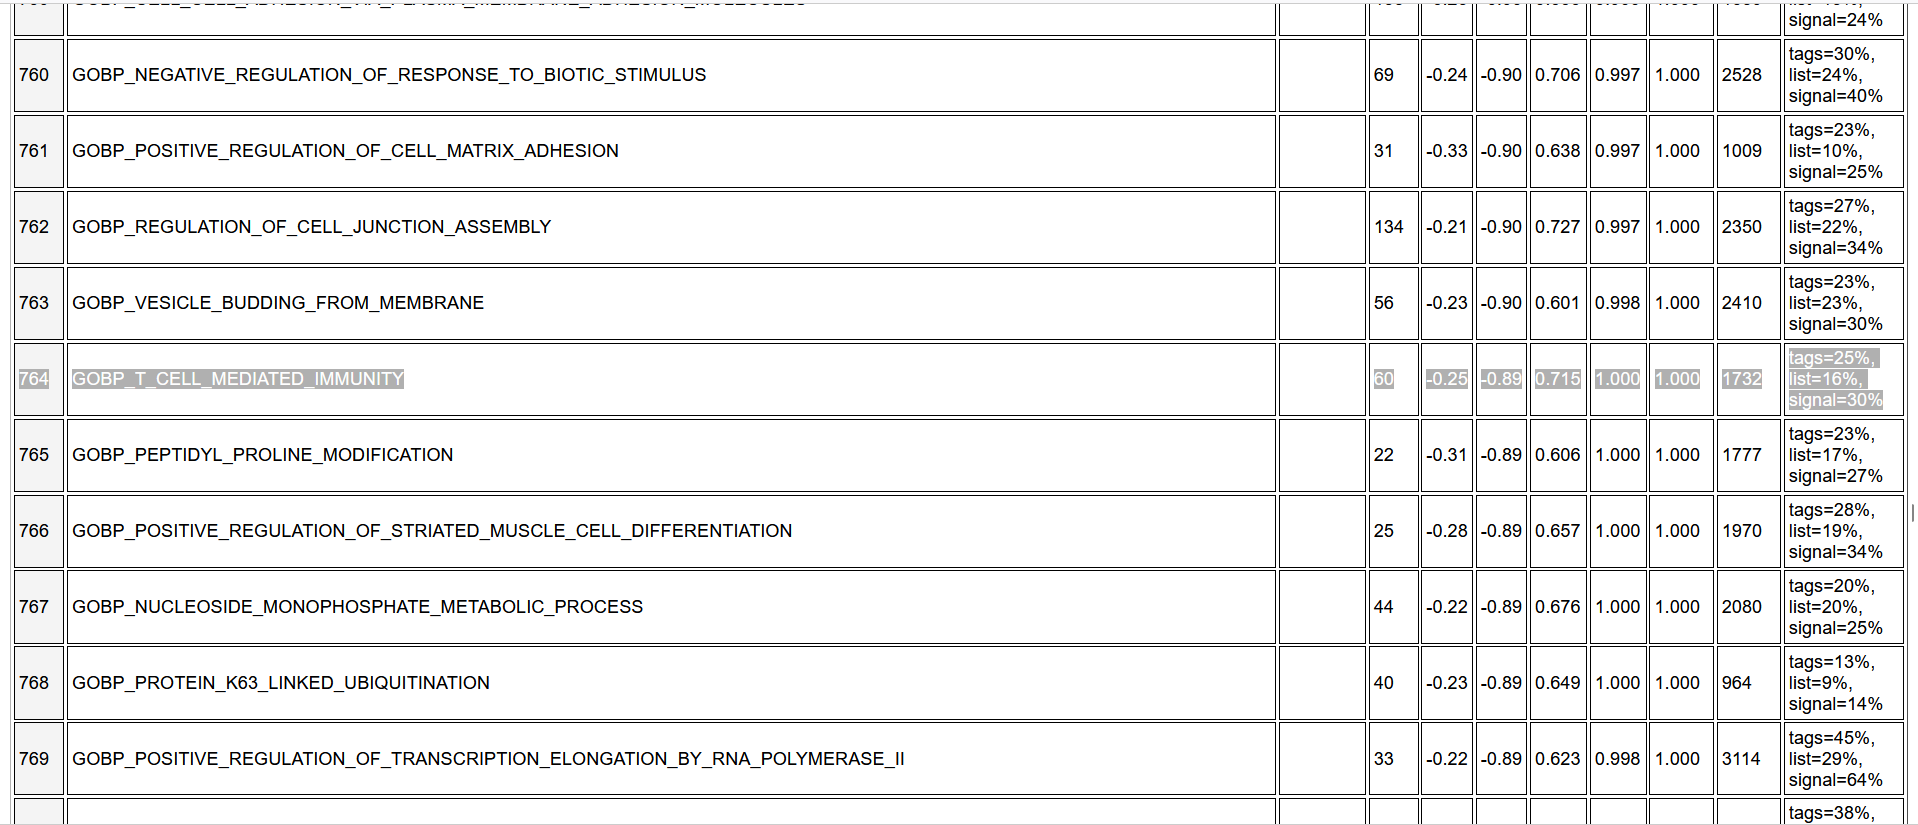 signal=24%
760 GOBP_NEGATIVE_REGULATION_OF_RESPONSE_TO_BIOTIC_STIMULUS 69 -0.24 -0.90 0.706 0.997 1.000 2528 tags=30%,
list=24%,
signal=40%
761 GOBP_POSITIVE_REGULATION_OF_CELL_MATRIX_ADHESION 31 -0.33 -0.90 0.638 0.997 1.000 1009 tags=23%,
list=10%,
signal=25%
762 GOBP_REGULATION_OF_CELL_JUNCTION_ASSEMBLY 134 -0.21 -0.90 0.727 0.997 1.000 2350 tags=27%,
list=22%,
signal=34%
763 GOBP_VESICLE_BUDDING_FROM_MEMBRANE 56 -0.23 -0.90 0.601 0.998 1.000 2410 tags=23%,
list=23%,
signal=30%
764 GOBP_T_CELL_MEDIATED_IMMUNITY 60 -0.25 -0.89 0.715 1.000 1.000 1732 tags=25%,
list=16%,
signal=30%
765 GOBP_PEPTIDYL_PROLINE_MODIFICATION 22 -0.31 -0.89 0.606 1.000 1.000 1777 tags=23%,
list=17%,
signal=27%
766 GOBP_POSITIVE_REGULATION_OF_STRIATED_MUSCLE_CELL_DIFFERENTIATION 25 -0.28 -0.89 0.657 1.000 1.000 1970 tags=28%,
list=19%,
signal=34%
767 GOBP_NUCLEOSIDE_MONOPHOSPHATE_METABOLIC_PROCESS 44 -0.22 -0.89 0.676 1.000 1.000 2080 tags=20%,
list=20%,
signal=25%
768 GOBP_PROTEIN_K63_LINKED_UBIQUITINATION 40 -0.23 -0.89 0.649 1.000 1.000 964 tags=13%,
list=9%,
signal=14%
769 GOBP_POSITIVE_REGULATION_OF_TRANSCRIPTION_ELONGATION_BY_RNA_POLYMERASE_II 33 -0.22 -0.89 0.623 0.998 1.000 3114 tags=45%,
list=29%,
signal=64%
tags=38%,